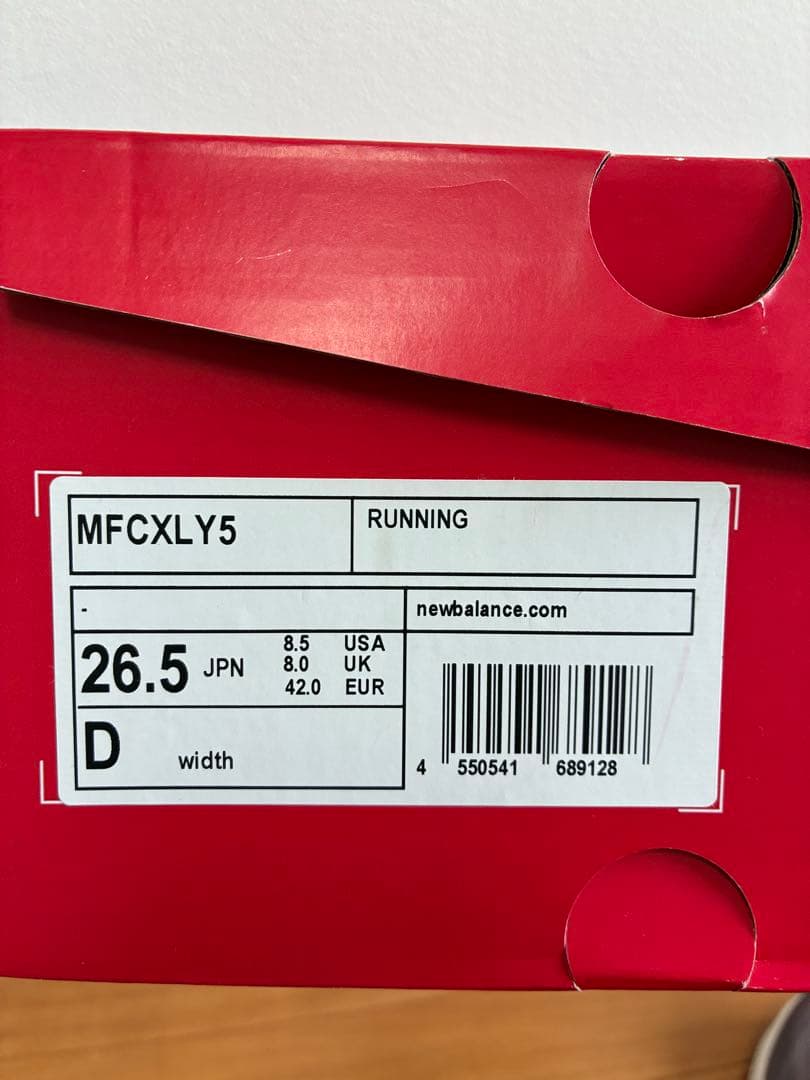 MFCXLY5
RUNNING
-
newbalance.com
26.5 JPN
8.5 USA
8.0 UK
42.0 EUR
D width
4 550541 689128